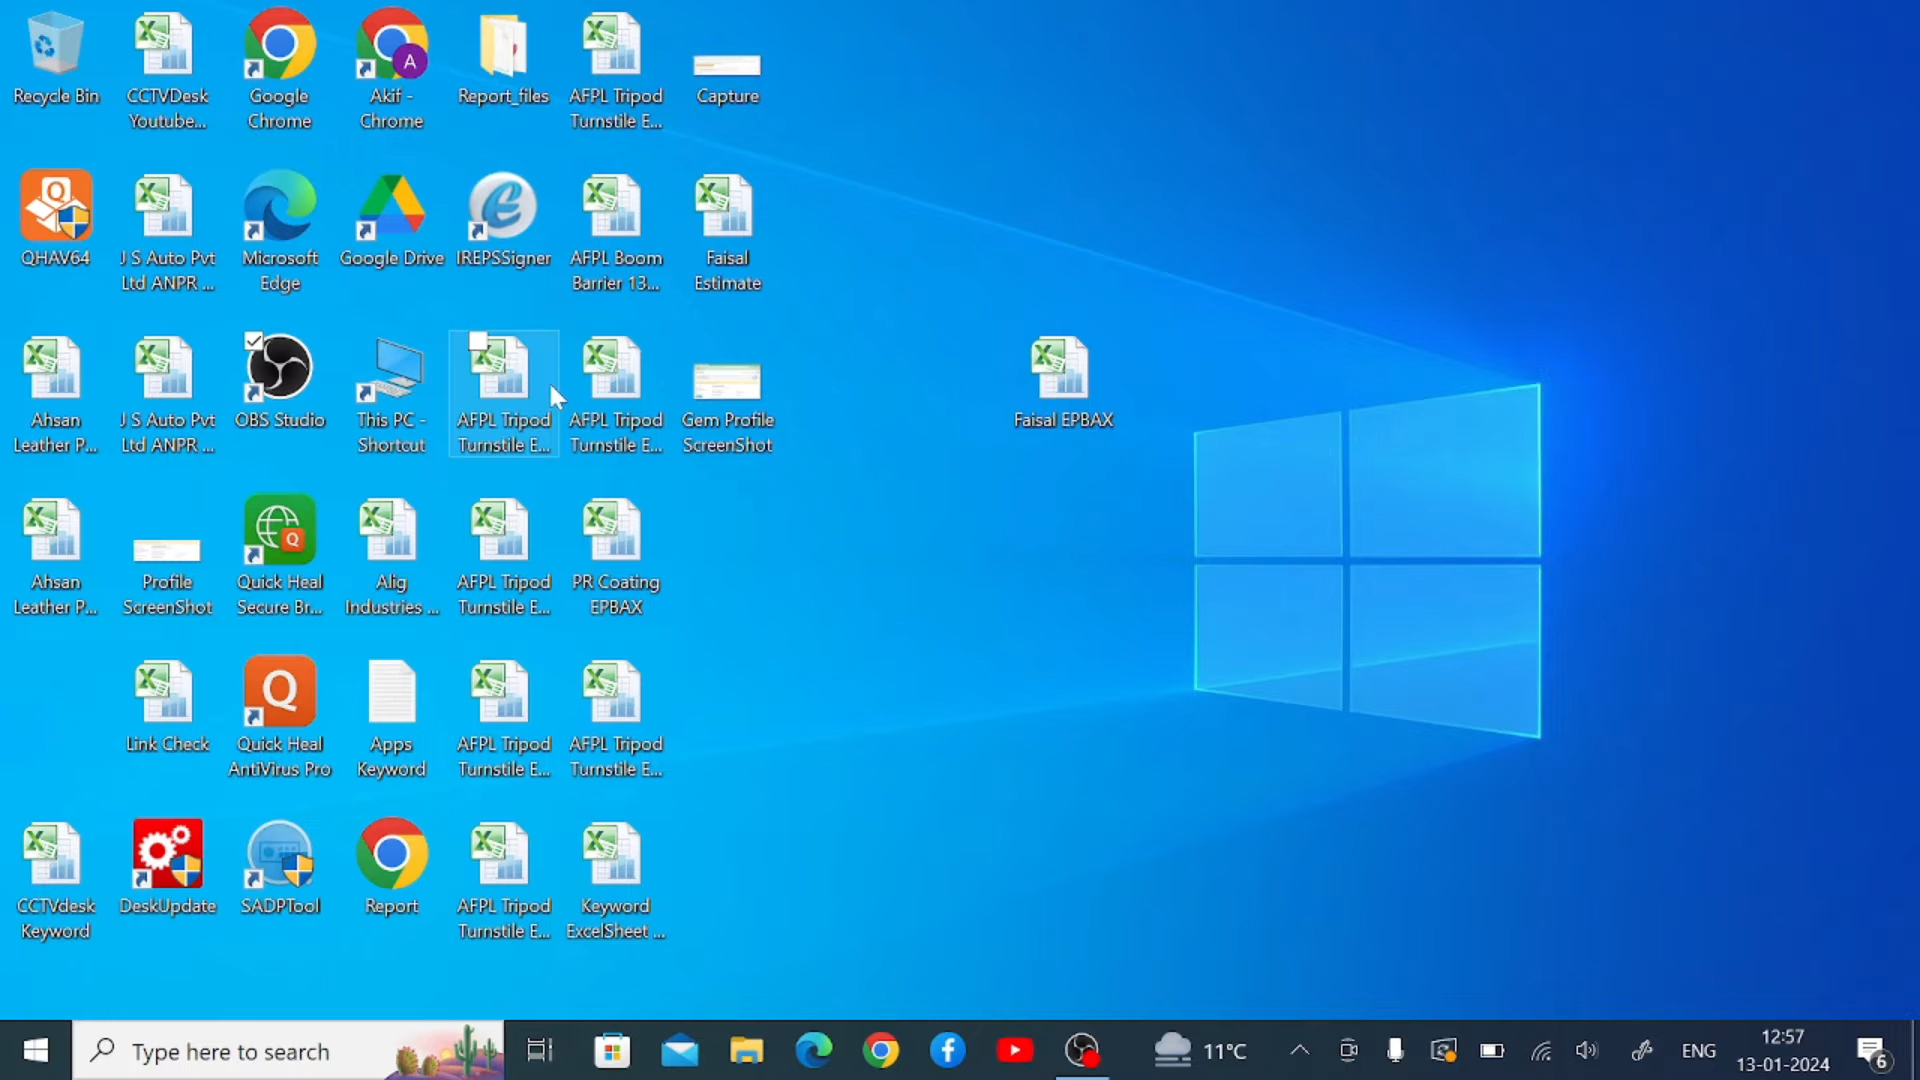 Recycle Bin
CCTVDesk
Youtube...
Google
Chrome
A
Akif -
Chrome
Report_files
AFPL Tripod
Turnstile E...
Capture
QHAV64
J S Auto Pvt
Ltd ANPR ...
Microsoft
Edge
Google Drive
IREPSSigner
AFPL Boom
Barrier 13...
Faisal
Estimate
Ahsan
Leather P...
J S Auto Pvt
Ltd ANPR ...
OBS Studio
This PC -
Shortcut
AFPL Tripod
Turnstile E...
AFPL Tripod
Turnstile E...
Gem Profile
ScreenShot
Faisal EPBAX
Ahsan
Leather P...
Profile
ScreenShot
Quick Heal
Secure Br...
Alig
Industries ...
AFPL Tripod
Turnstile E...
PR Coating
EPBAX
Link Check
Quick Heal
AntiVirus Pro
Apps
Keyword
AFPL Tripod
Turnstile E...
AFPL Tripod
Turnstile E...
CCTVdesk
Keyword
DeskUpdate
SADPTool
Report
AFPL Tripod
Turnstile E...
Keyword
ExcelSheet ...
Type here to search
11°C
ENG
12:57
13-01-2024
6